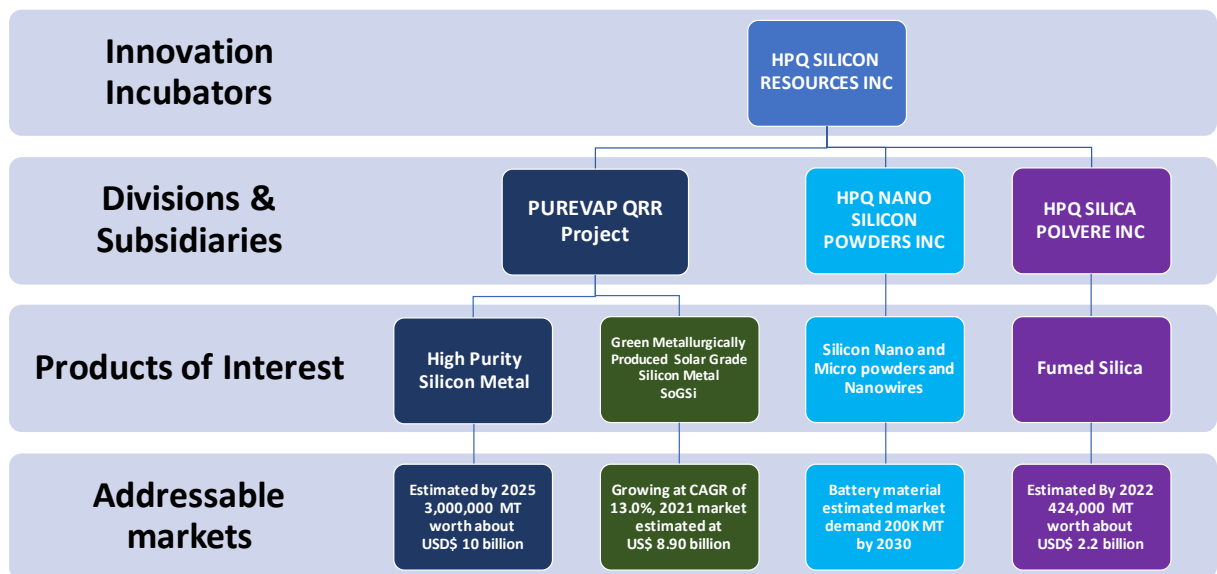 Innovation
Incubators
HPQ SILICON
RESOURCES INC
Divisions &
Subsidiaries
PUREVAP QRR
Project
HPQ NANO
SILICON
POWDERS INC
HPQ SILICA
POLVERE INC
Products of Interest
High Purity
Silicon Metal
Green Metallurgically
Produced Solar Grade
Silicon Metal
SoGSi
Silicon Nano and
Micro powders and
Nanowires
Fumed Silica
Addressable
markets
Estimated by 2025
3,000,000 MT
worth about
USD$ 10 billion
Growing at CAGR of
13.0%, 2021 market
estimated at
US$ 8.90 billion
Battery material
estimated market
demand 200K MT
by 2030
Estimated By 2022
424,000 MT
worth about
USD$ 2.2 billion